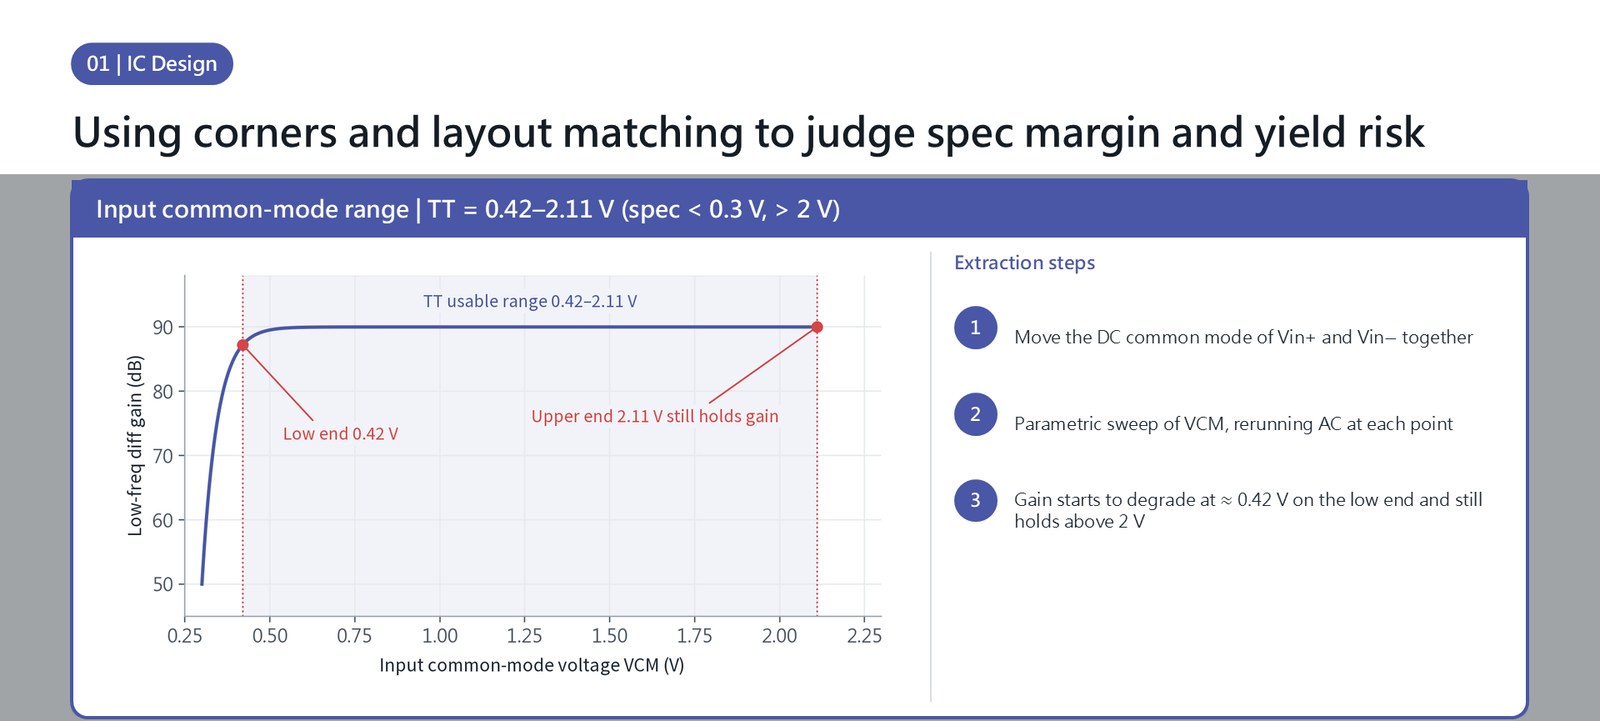 01 | IC Design
Using corners and layout matching to judge spec margin and yield risk
Input common-mode range | TT = 0.42–2.11 V (spec < 0.3 V, > 2 V)
Extraction steps
TT usable range 0.42–2.11 V
90
80
70
60
50
Low-freq diff gain (dB)
Low end 0.42 V
Upper end 2.11 V still holds gain
0.25 0.50 0.75 1.00 1.25 1.50 1.75 2.00 2.25
Input common-mode voltage VCM (V)
1 Move the DC common mode of Vin+ and Vin− together
2 Parametric sweep of VCM, rerunning AC at each point
3 Gain starts to degrade at ≈ 0.42 V on the low end and still
holds above 2 V